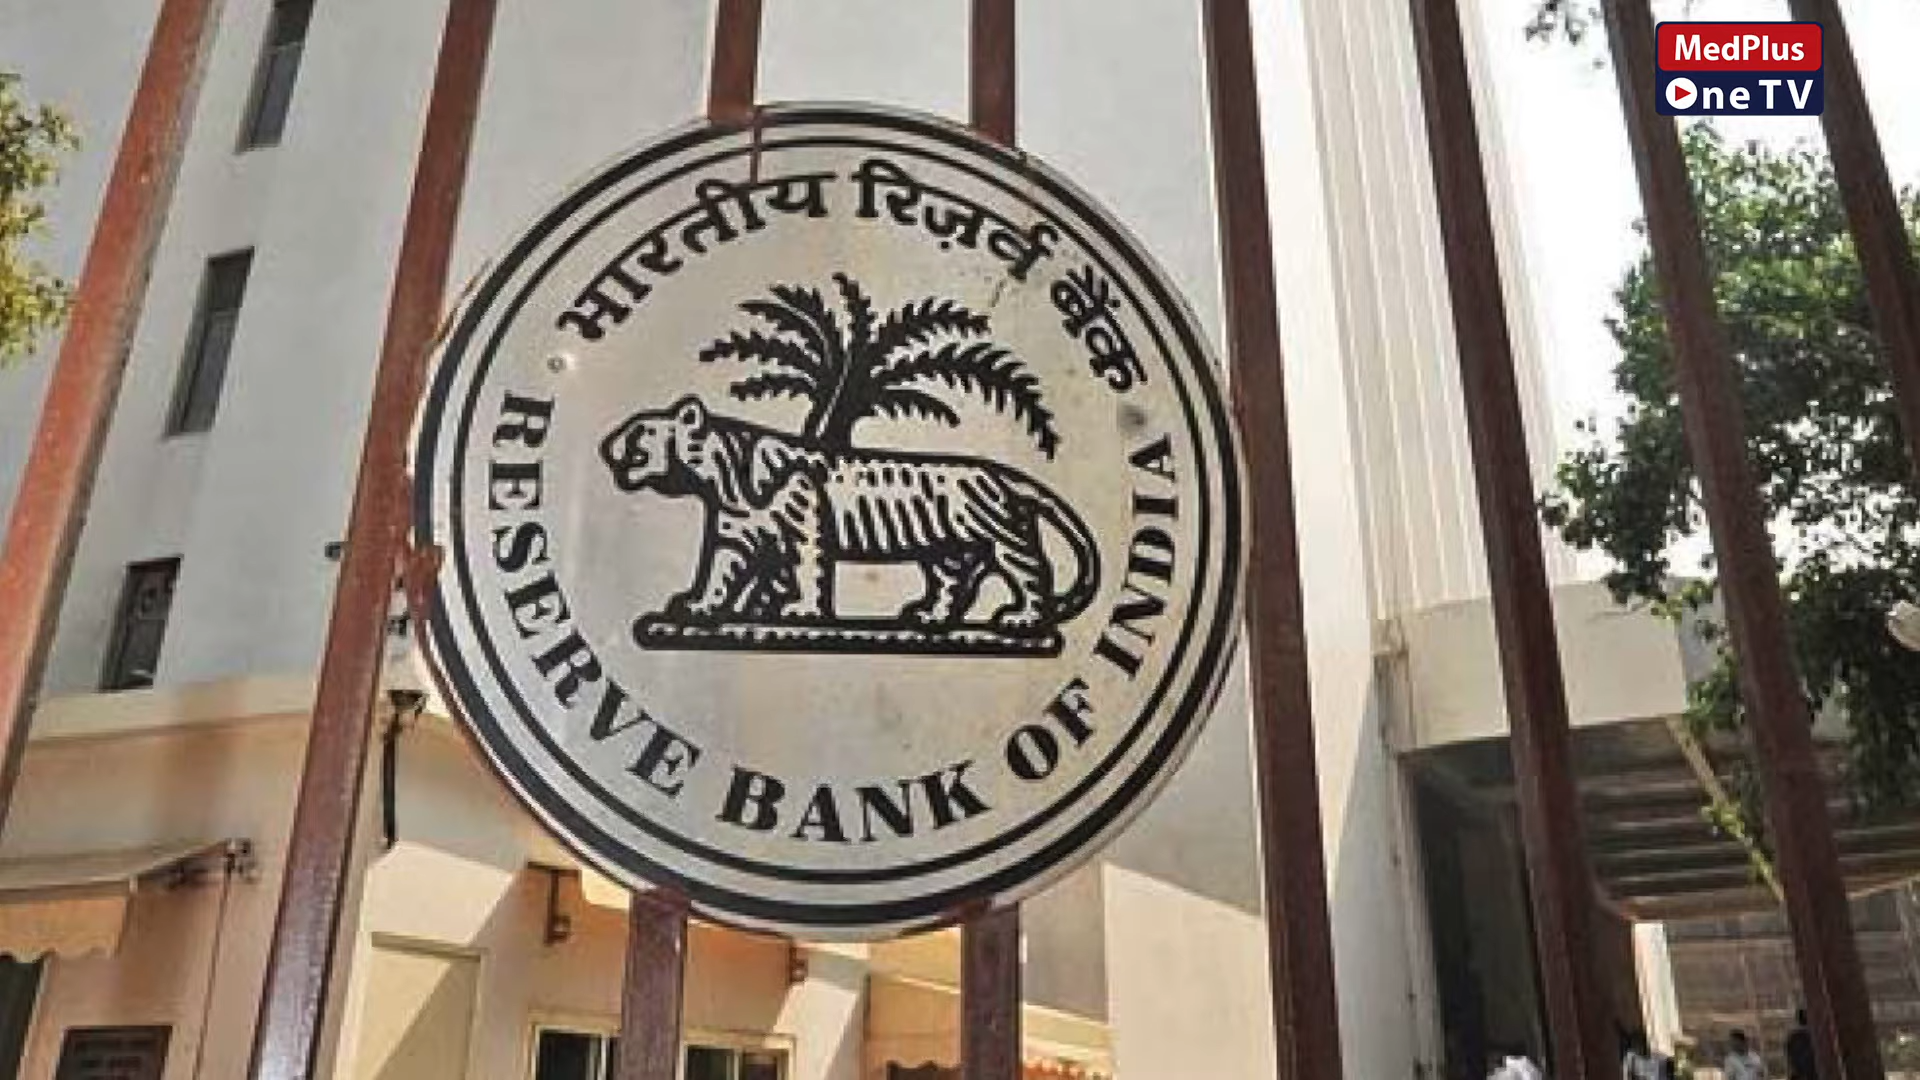 MedPlus
One TV
भारतीय रिज़र्व बैंक
RESERVE BANK OF INDIA